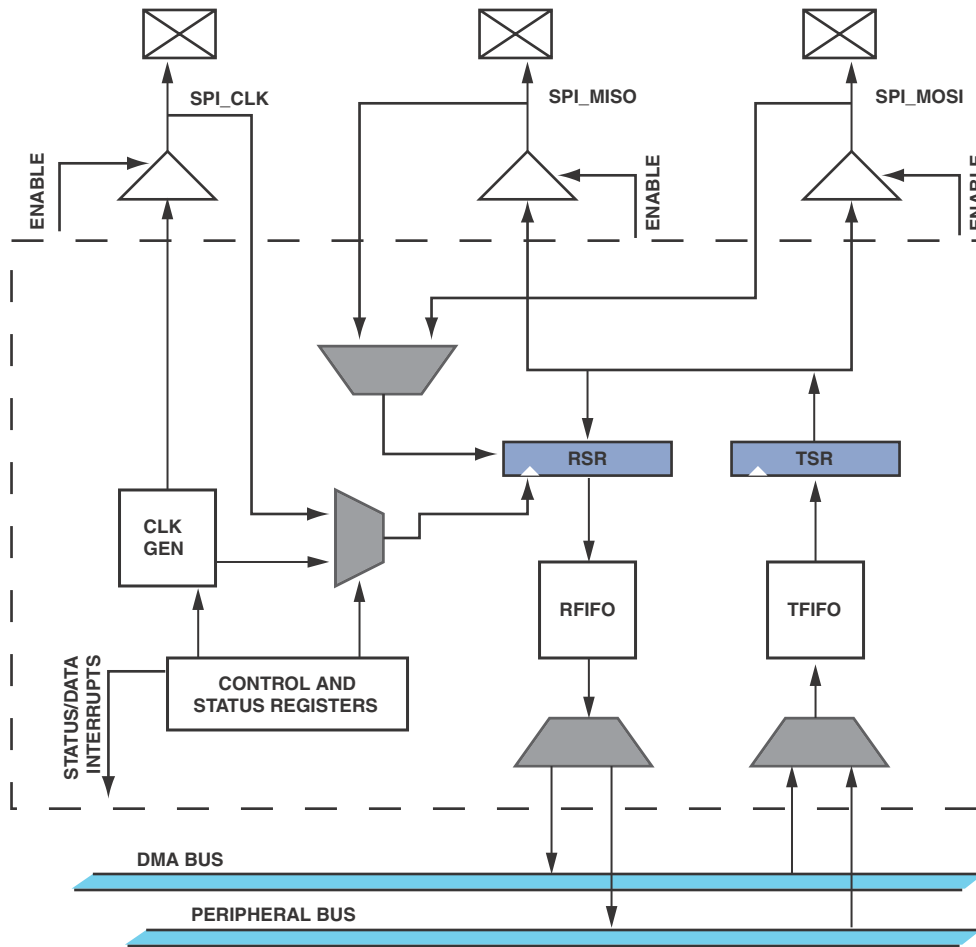 SPI_CLK
SPI_MISO
SPI_MOSI
ENABLE
ENABLE
ENABLE
RSR
TSR
CLK
GEN
RFIFO
TFIFO
CONTROL AND
STATUS REGISTERS
STATUS/DATA
INTERRUPTS
DMA BUS
PERIPHERAL BUS